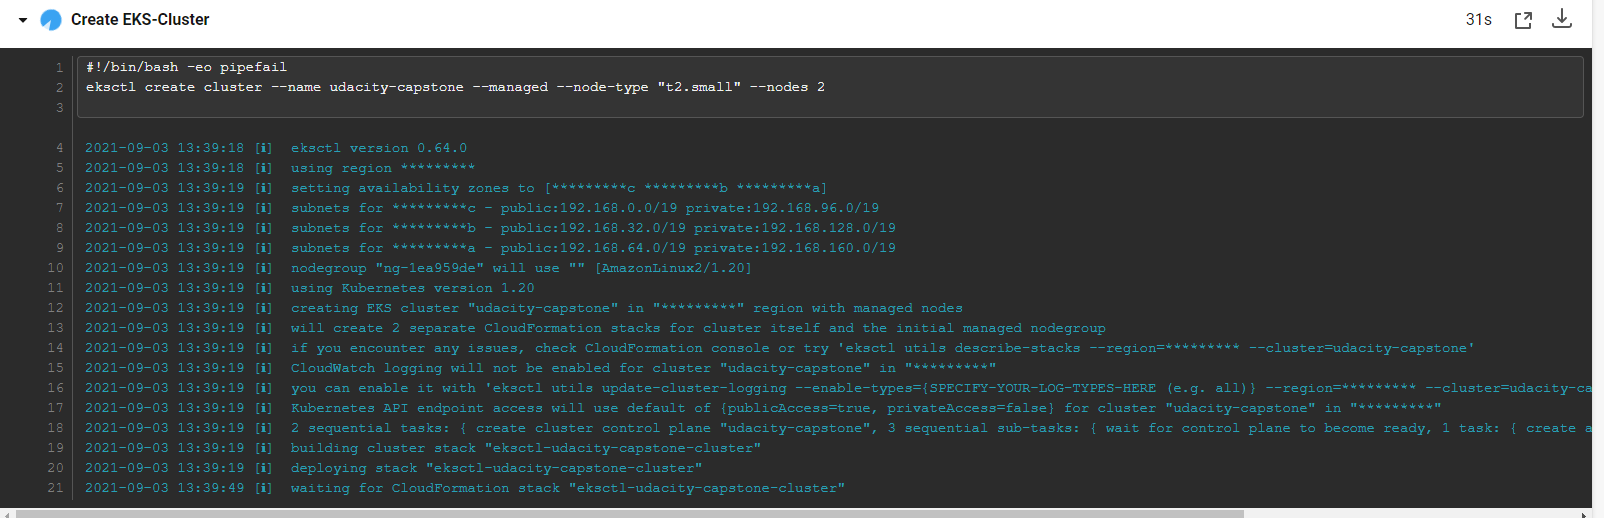 Create EKS-Cluster
31s
1 #!/bin/bash -eo pipefail
2 eksctl create cluster --name udacity-capstone --managed --node-type "t2.small" --nodes 2
3
4 2021-09-03 13:39:18 [ℹ]  eksctl version 0.64.0
5 2021-09-03 13:39:18 [ℹ]  using region *********
6 2021-09-03 13:39:19 [ℹ]  setting availability zones to [*********c *********b *********a]
7 2021-09-03 13:39:19 [ℹ]  subnets for *********c - public:192.168.0.0/19 private:192.168.96.0/19
8 2021-09-03 13:39:19 [ℹ]  subnets for *********b - public:192.168.32.0/19 private:192.168.128.0/19
9 2021-09-03 13:39:19 [ℹ]  subnets for *********a - public:192.168.64.0/19 private:192.168.160.0/19
10 2021-09-03 13:39:19 [ℹ]  nodegroup "ng-1ea959de" will use "" [AmazonLinux2/1.20]
11 2021-09-03 13:39:19 [ℹ]  using Kubernetes version 1.20
12 2021-09-03 13:39:19 [ℹ]  creating EKS cluster "udacity-capstone" in "*********" region with managed nodes
13 2021-09-03 13:39:19 [ℹ]  will create 2 separate CloudFormation stacks for cluster itself and the initial managed nodegroup
14 2021-09-03 13:39:19 [ℹ]  if you encounter any issues, check CloudFormation console or try 'eksctl utils describe-stacks --region=********* --cluster=udacity-capstone'
15 2021-09-03 13:39:19 [ℹ]  CloudWatch logging will not be enabled for cluster "udacity-capstone" in "*********"
16 2021-09-03 13:39:19 [ℹ]  you can enable it with 'eksctl utils update-cluster-logging --enable-types={SPECIFY-YOUR-LOG-TYPES-HERE (e.g. all)} --region=********* --cluster=udacity-ca
17 2021-09-03 13:39:19 [ℹ]  Kubernetes API endpoint access will use default of {publicAccess=true, privateAccess=false} for cluster "udacity-capstone" in "*********"
18 2021-09-03 13:39:19 [ℹ]  2 sequential tasks: { create cluster control plane "udacity-capstone", 3 sequential sub-tasks: { wait for control plane to become ready, 1 task: { create a
19 2021-09-03 13:39:19 [ℹ]  building cluster stack "eksctl-udacity-capstone-cluster"
20 2021-09-03 13:39:19 [ℹ]  deploying stack "eksctl-udacity-capstone-cluster"
21 2021-09-03 13:39:49 [ℹ]  waiting for CloudFormation stack "eksctl-udacity-capstone-cluster"